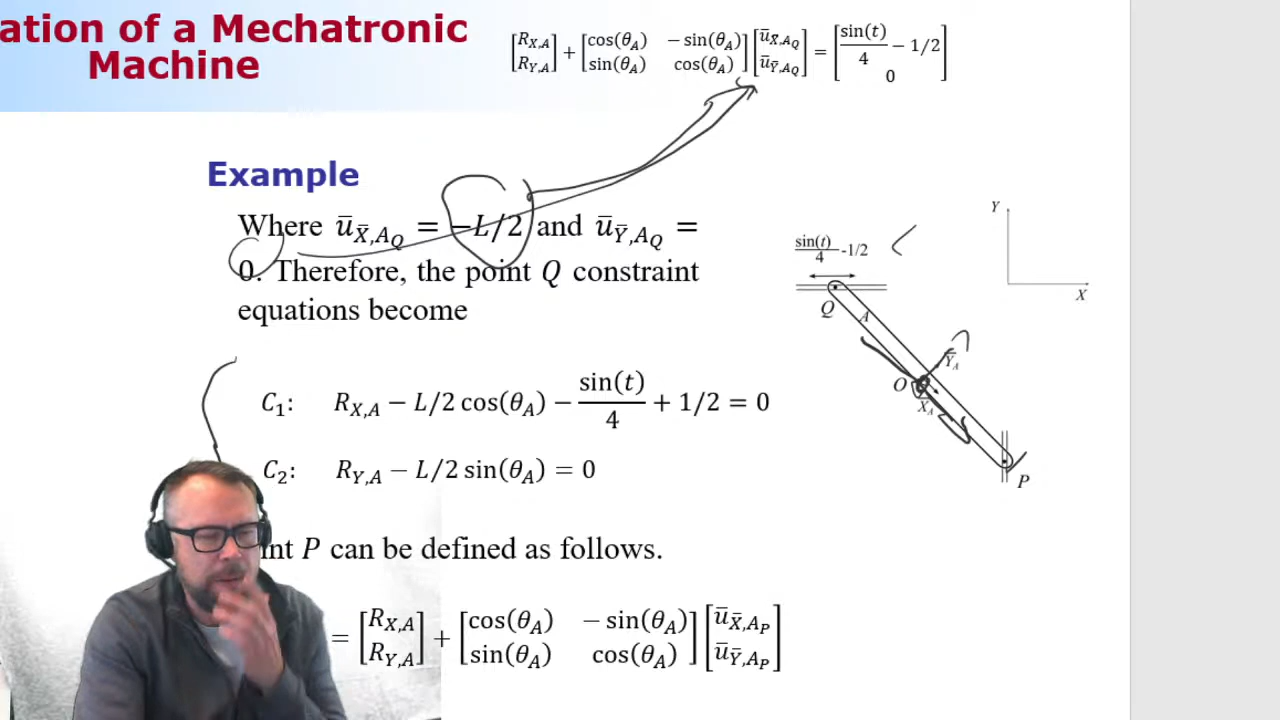 ation of a Mechatronic
Machine
[R_{X,A} R_{Y,A}] + [cos(θ_A) − sin(θ_A) sin(θ_A) cos(θ_A)] [ū_{X̄,A_Q} ū_{Ȳ,A_Q}] = [sin(t)/4 − 1/2 0]
Example
Where ū_{X̄,A_Q} = −L/2 and ū_{Ȳ,A_Q} =
0. Therefore, the point Q constraint
equations become
C₁: R_{X,A} − L/2 cos(θ_A) − sin(t)/4 + 1/2 = 0
C₂: R_{Y,A} − L/2 sin(θ_A) = 0
int P can be defined as follows.
= [R_{X,A} R_{Y,A}] + [cos(θ_A) − sin(θ_A) sin(θ_A) cos(θ_A)] [ū_{X̄,A_P} ū_{Ȳ,A_P}]
Y
X
sin(t)/4 -1/2
Q
A
Ȳ_A
O
X̄_A
P